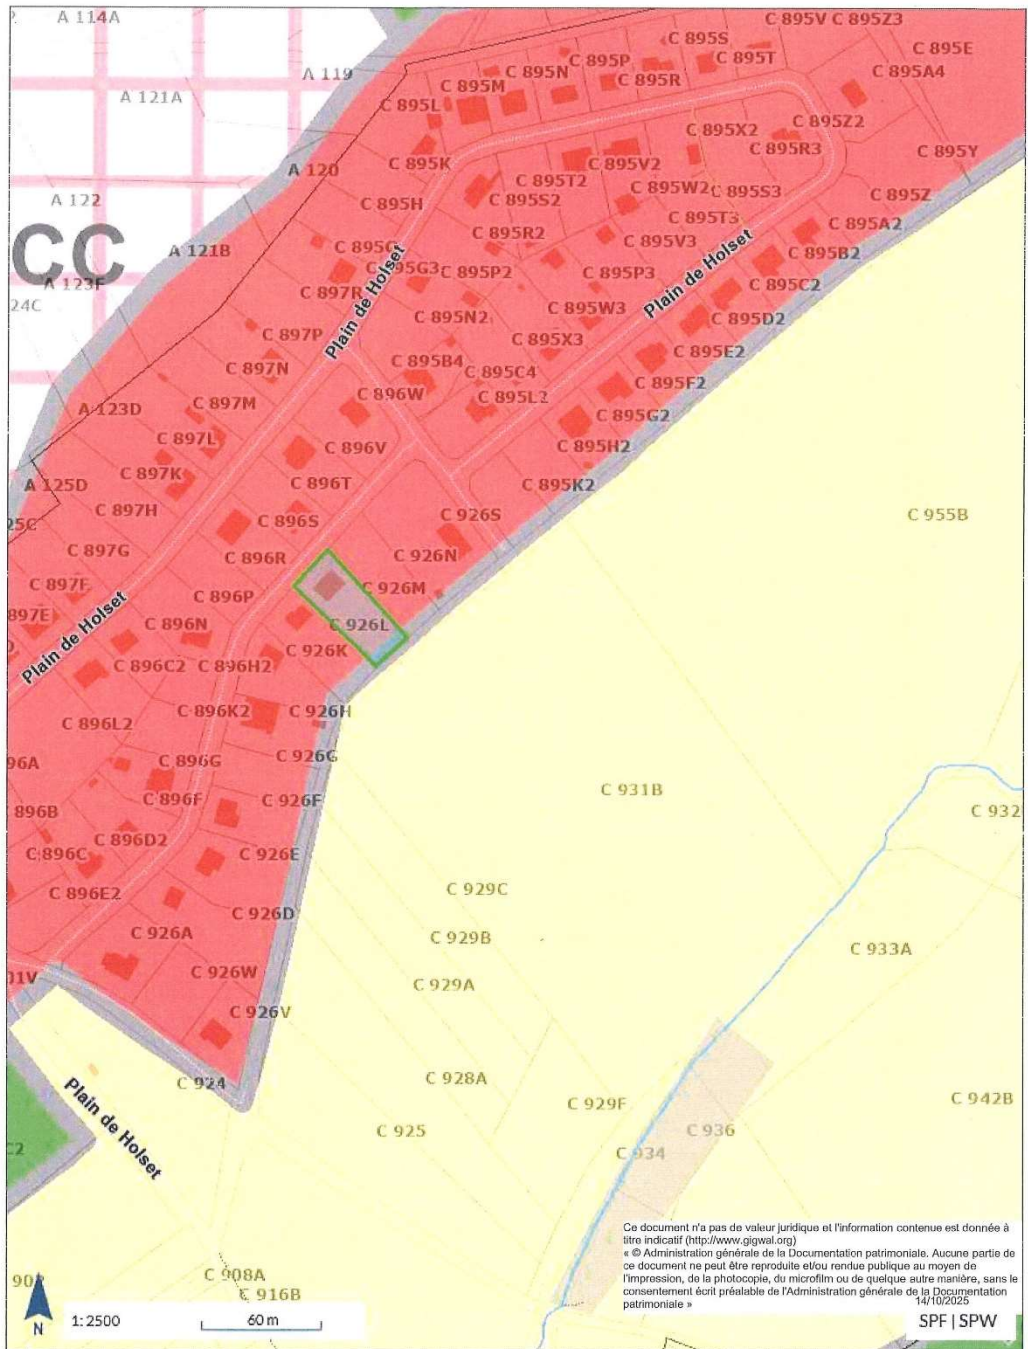 A 114A
C 895V C 895Z3
C 895S
C 895E
C 895P
C 895T
A 119
C 895N
C 895R
C 895A4
C 895M
A 121A
C 895L
C 895Z2
C 895X2
C 895R3
C 895Y
C 895K
C 895V2
A 120
C 895T2
C 895W2
C 895S3
C 895Z
A 122
C 895H
C 895S2
C 895T3
C 895A2
CC
C 895R2
C 895V3
A 121B
C 895B2
C 895G3
C 895P2
C 895P3
Plain de Holset
Plain de Holset
A 123F
C 897R
C 895C2
24C
C 895W3
C 895N2
C 895D2
C 897P
C 895X3
C 895E2
C 895B4
C 897N
C 895C4
C 895F2
C 896W
C 895L2
C 897M
A 123D
C 895G2
C 897L
C 896V
C 895H2
C 897K
A 125D
C 896T
C 895K2
C 897H
C 926S
C 955B
25C
C 896S
C 897G
C 896R
C 926N
C 897F
C 926M
C 896P
897E
Plain de Holset
C 896N
C 926L
C 926K
C 896C2
C 896H2
C 896K2
C 926H
C 896L2
C 926G
96A
C 896G
C 931B
C 896F
C 926F
896B
C 932
C 896D2
C 896C
C 926E
C 929C
C 896E2
C 926D
C 926A
C 929B
C 933A
01V
C 926W
C 929A
C 926V
C 928A
C 924
C 942B
C 929F
Plain de Holset
C 925
C 936
C2
C 934
C 908A
C 916B
Ce document n'a pas de valeur juridique et l'information contenue est donnée à
titre indicatif (http://www.gigwal.org)
« © Administration générale de la Documentation patrimoniale. Aucune partie de
ce document ne peut être reproduite et/ou rendue publique au moyen de
l'impression, de la photocopie, du microfilm ou de quelque autre manière, sans le
consentement écrit préalable de l'Administration générale de la Documentation
patrimoniale »
14/10/2025
N
1: 2500
60 m
SPF | SPW